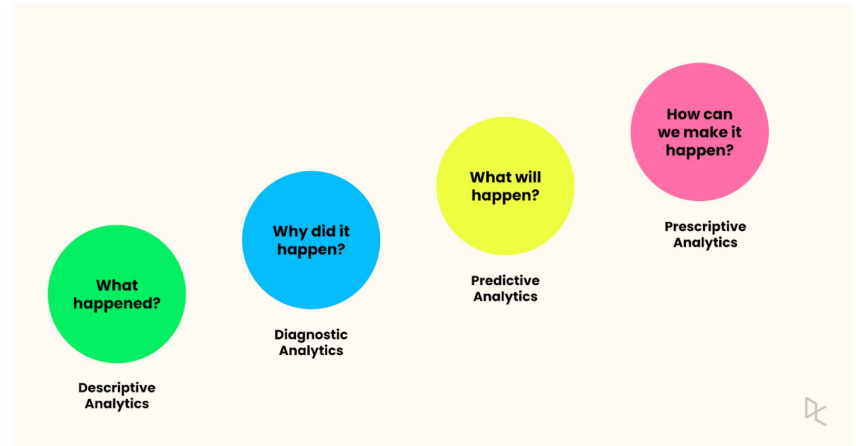 What
happened?
Descriptive
Analytics
Why did it
happen?
Diagnostic
Analytics
What will
happen?
Predictive
Analytics
How can
we make it
happen?
Prescriptive
Analytics